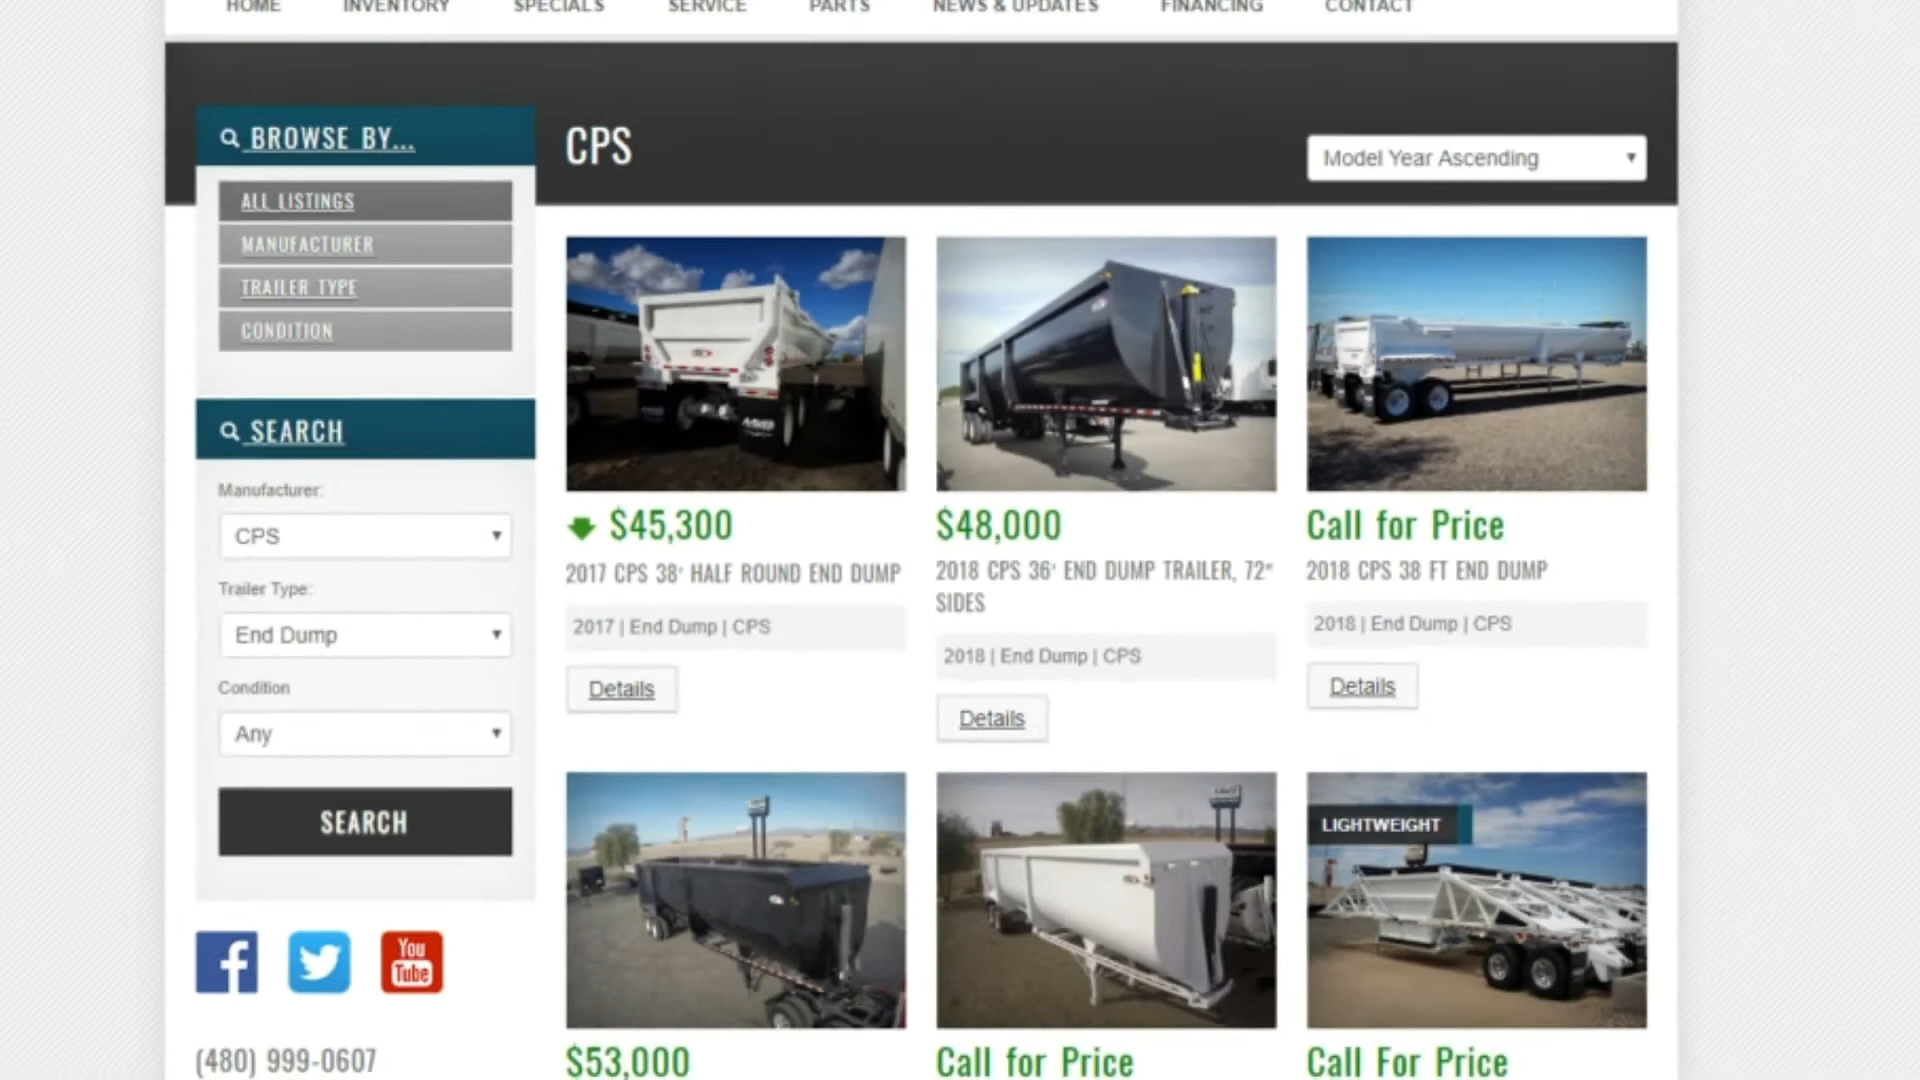 HOME INVENTORY SPECIALS SERVICE PARTS NEWS & UPDATES FINANCING CONTACT
BROWSE BY...
ALL LISTINGS
MANUFACTURER
TRAILER TYPE
CONDITION
SEARCH
Manufacturer:
CPS
Trailer Type:
End Dump
Condition
Any
SEARCH
You
Tube
(480) 999-0607
CPS
Model Year Ascending
$45,300
2017 CPS 38' HALF ROUND END DUMP
2017 | End Dump | CPS
Details
$48,000
2018 CPS 36' END DUMP TRAILER, 72"
SIDES
2018 | End Dump | CPS
Details
Call for Price
2018 CPS 38 FT END DUMP
2018 | End Dump | CPS
Details
$53,000
Call for Price
LIGHTWEIGHT
Call For Price